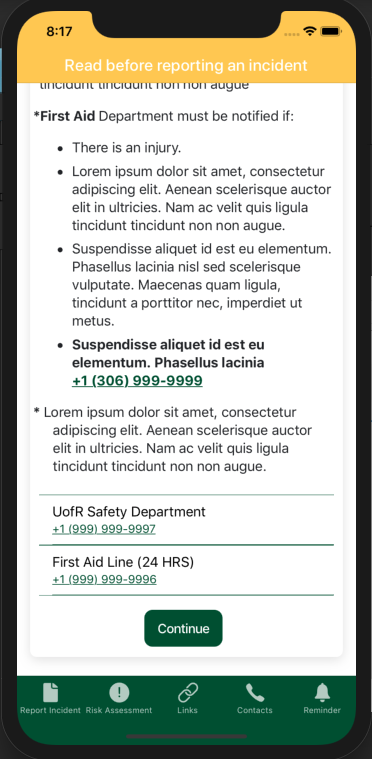 8:17
Read before reporting an incident
tincidunt tincidunt non non augue
*First Aid Department must be notified if:
• There is an injury.
• Lorem ipsum dolor sit amet, consectetur
adipiscing elit. Aenean scelerisque auctor
elit in ultricies. Nam ac velit quis ligula
tincidunt tincidunt non non augue.
• Suspendisse aliquet id est eu elementum.
Phasellus lacinia nisl sed scelerisque
vulputate. Maecenas quam ligula,
tincidunt a porttitor nec, imperdiet ut
metus.
• Suspendisse aliquet id est eu
elementum. Phasellus lacinia
+1 (306) 999-9999
* Lorem ipsum dolor sit amet, consectetur
adipiscing elit. Aenean scelerisque auctor
elit in ultricies. Nam ac velit quis ligula
tincidunt tincidunt non non augue.
UofR Safety Department
+1 (999) 999-9997
First Aid Line (24 HRS)
+1 (999) 999-9996
Continue
Report Incident Risk Assessment Links Contacts Reminder